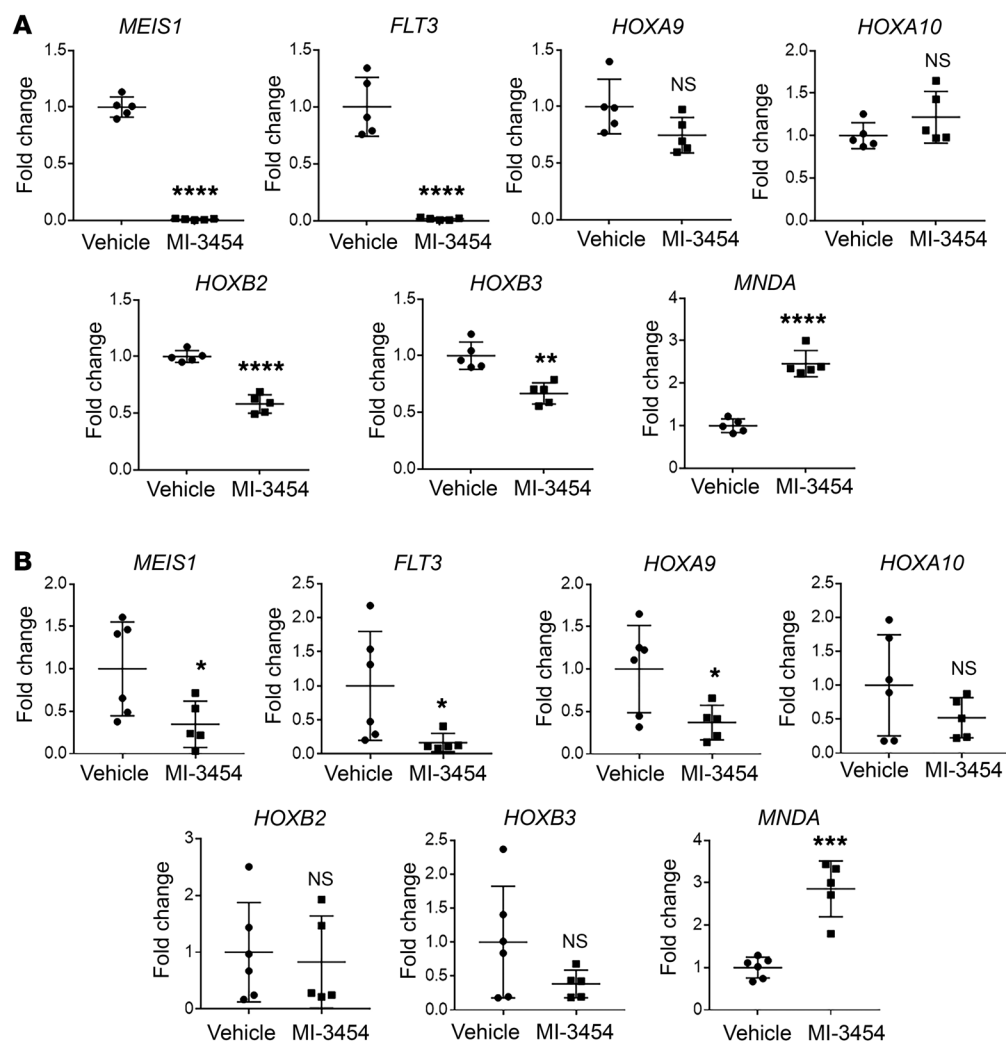 A
MEIS1 FLT3 HOXA9 HOXA10
Fold change 1.5 1.0 0.5 0.0 **** Vehicle MI-3454
Fold change 1.5 1.0 0.5 0.0 **** Vehicle MI-3454
Fold change 1.5 1.0 0.5 0 NS Vehicle MI-3454
Fold change 2.0 1.5 1.0 0.5 0.0 NS Vehicle MI-3454
HOXB2 HOXB3 MNDA
Fold change 1.5 1.0 0.5 0.0 **** Vehicle MI-3454
Fold change 1.5 1.0 0.5 0.0 ** Vehicle MI-3454
Fold change 4 3 2 1 0 **** Vehicle MI-3454
B
MEIS1 FLT3 HOXA9 HOXA10
Fold change 2.0 1.5 1.0 0.5 0.0 * Vehicle MI-3454
Fold change 2.5 2.0 1.5 1.0 0.5 0.0 * Vehicle MI-3454
Fold change 2.0 1.5 1.0 0.5 0.0 * Vehicle MI-3454
Fold change 2.5 2.0 1.5 1.0 0.5 0.0 NS Vehicle MI-3454
HOXB2 HOXB3 MNDA
Fold change 3 2 1 0 NS Vehicle MI-3454
Fold change 2.5 2.0 1.5 1.0 0.5 0.0 NS Vehicle MI-3454
Fold change 4 3 2 1 0 *** Vehicle MI-3454